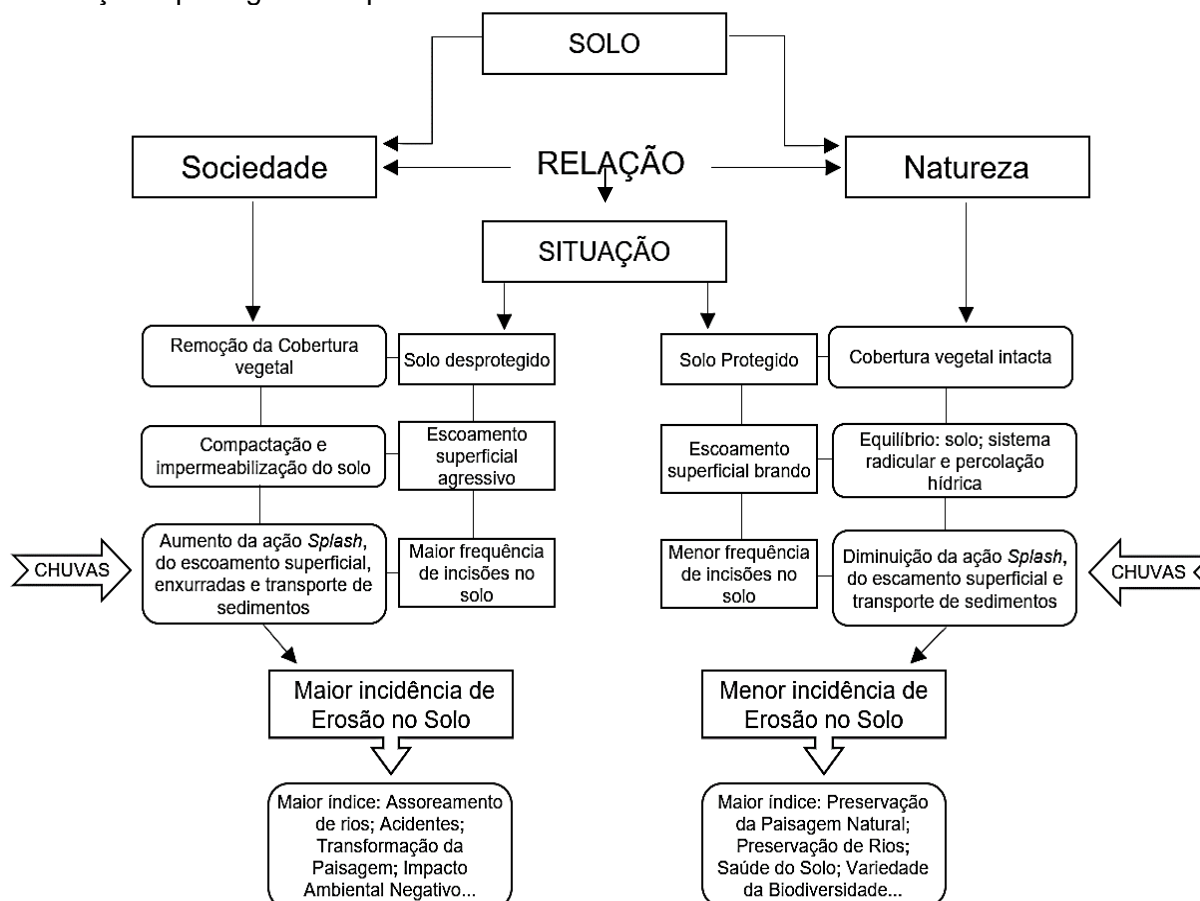 SOLO
Sociedade
RELAÇÃO
Natureza
SITUAÇÃO
Remoção da Cobertura
vegetal
Solo desprotegido
Solo Protegido
Cobertura vegetal intacta
Compactação e
impermeabilização do solo
Escoamento
superficial
agressivo
Escoamento
superficial brando
Equilíbrio: solo; sistema
radicular e percolação
hídrica
CHUVAS
Aumento da ação Splash,
do escoamento superficial,
enxurradas e transporte de
sedimentos
Maior frequência
de incisões no
solo
Menor frequência
de incisões no
solo
Diminuição da ação Splash,
do escamento superficial e
transporte de sedimentos
CHUVAS
Maior incidência de
Erosão no Solo
Menor incidência de
Erosão no Solo
Maior índice: Assoreamento
de rios; Acidentes;
Transformação da
Paisagem; Impacto
Ambiental Negativo...
Maior índice: Preservação
da Paisagem Natural;
Preservação de Rios;
Saúde do Solo; Variedade
da Biodiversidade...